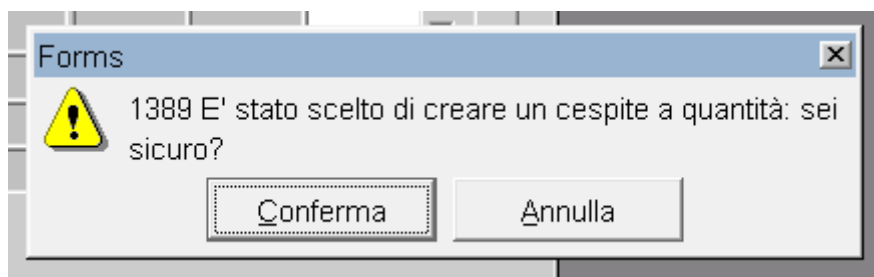 Forms
1389 E' stato scelto di creare un cespite a quantità: sei
sicuro?
Conferma
Annulla